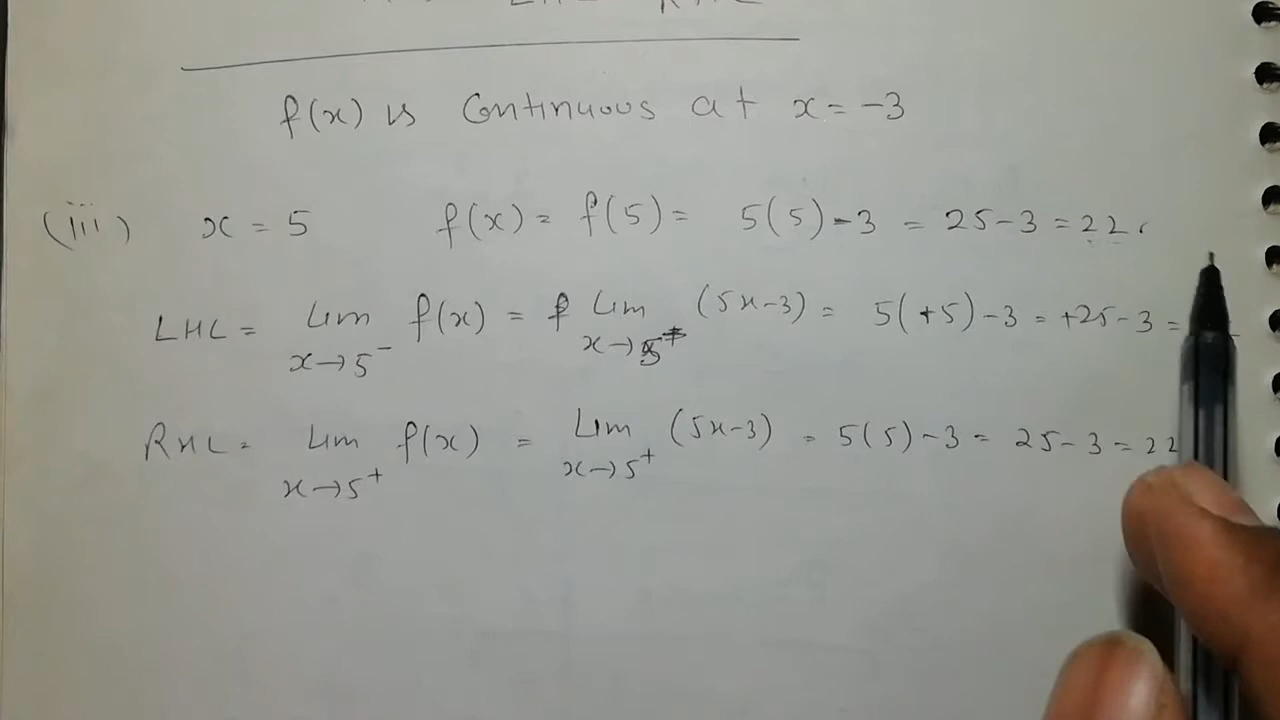 f(x) is Continuous at x = -3
(iii) x = 5 f(x) = f(5) = 5(5) - 3 = 25 - 3 = 22.
LHL = Lim x→5⁻ f(x) = Lim x→5 (5x-3) = 5(+5) - 3 = +25 - 3 =
RHL = Lim x→5⁺ f(x) = Lim x→5⁺ (5x-3) = 5(5) - 3 = 25 - 3 = 22